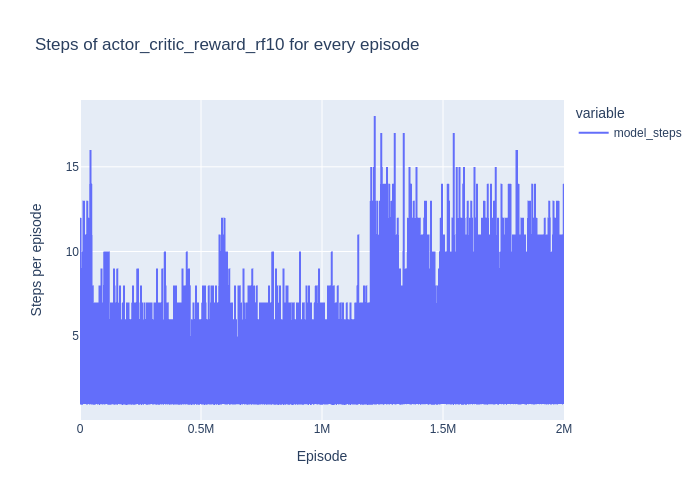 Steps of actor_critic_reward_rf10 for every episode
variable
model_steps
15
10
5
Steps per episode
0
0.5M
1M
1.5M
2M
Episode